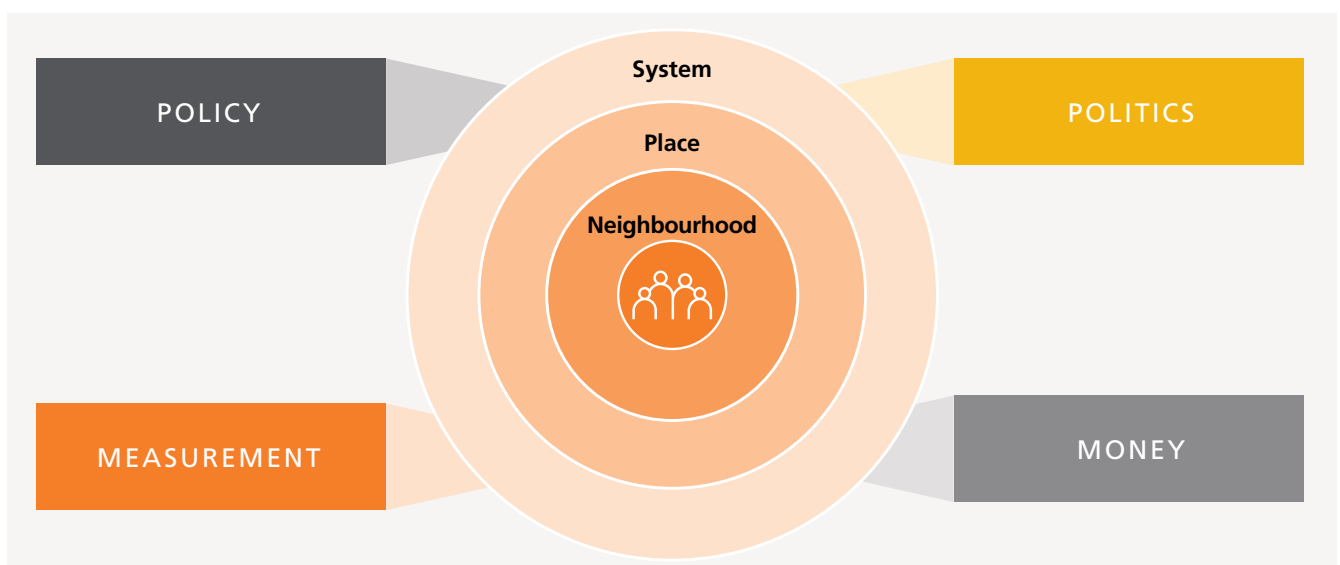 System
POLICY
POLITICS
Place
Neighbourhood
MEASUREMENT
MONEY